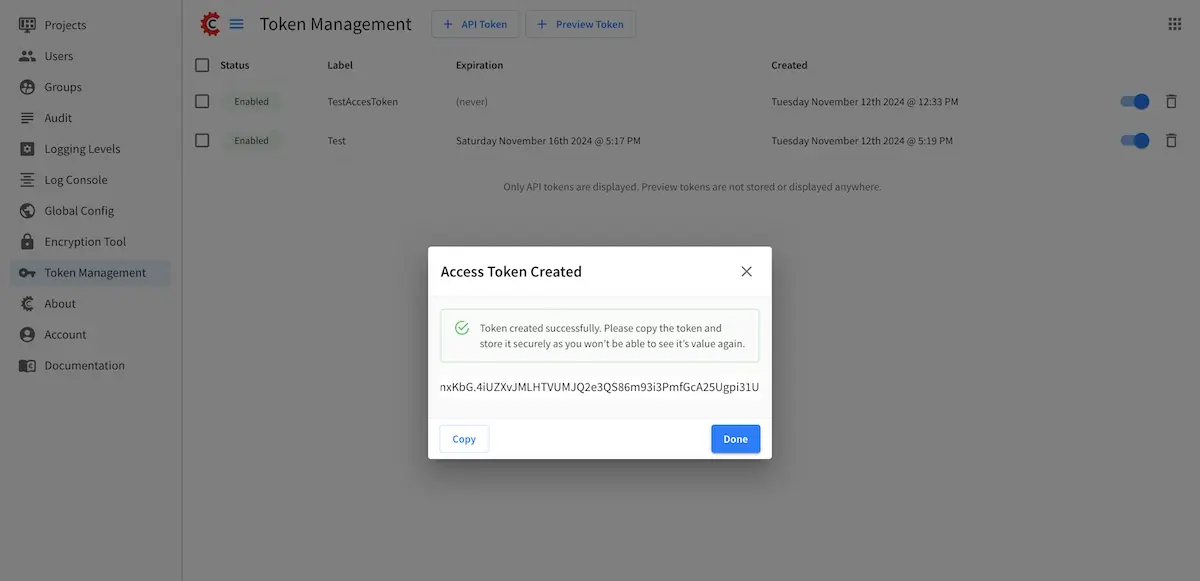 Projects
Users
Groups
Audit
Logging Levels
Log Console
Global Config
Encryption Tool
Token Management
About
Account
Documentation
Token Management + API Token + Preview Token
Status Label Expiration Created
Enabled TestAccesToken (never) Tuesday November 12th 2024 @ 12:33 PM
Enabled Test Saturday November 16th 2024 @ 5:17 PM Tuesday November 12th 2024 @ 5:19 PM
Only API tokens are displayed. Preview tokens are not stored or displayed anywhere.
Access Token Created
Token created successfully. Please copy the token and
store it securely as you won't be able to see it's value again.
nxKbG.4iUZXvJMLHTVUMJQ2e3QS86m93i3PmfGcA25Ugpi31U
Copy Done